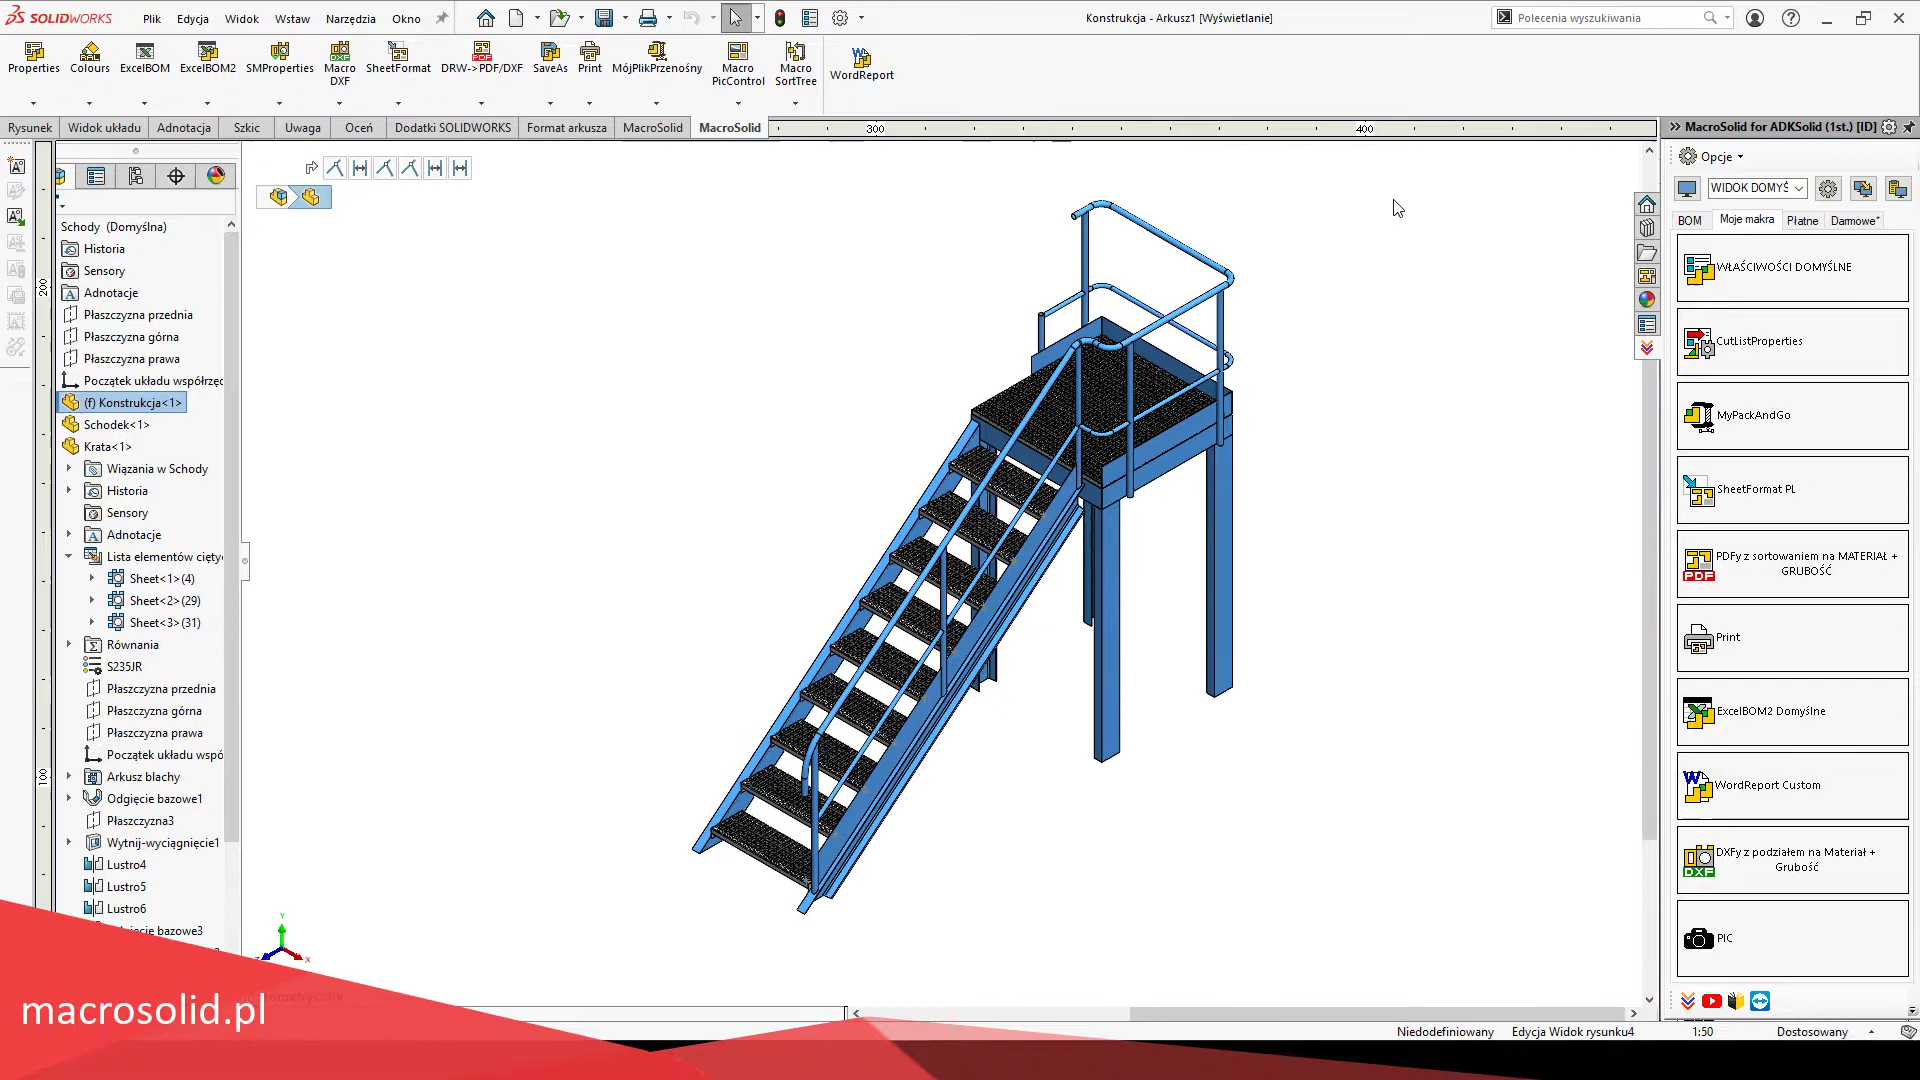 SOLIDWORKS
Plik
Edycja
Widok
Wstaw
Narzędzia
Okno
Konstrukcja - Arkusz1 [Wyświetlanie]
Polecenia wyszukiwania
Properties
Colours
ExcelBOM
ExcelBOM2
SMProperties
Macro
DXF
SheetFormat
DRW->PDF/DXF
SaveAs
Print
MójPlikPrzenośny
Macro
PicControl
Macro
SortTree
WordReport
Rysunek
Widok układu
Adnotacja
Szkic
Uwaga
Oceń
Dodatki SOLIDWORKS
Format arkusza
MacroSolid
MacroSolid
300
400
200
100
Schody (Domyślna)
Historia
Sensory
Adnotacje
Płaszczyzna przednia
Płaszczyzna górna
Płaszczyzna prawa
Początek układu współrzęd
(f) Konstrukcja<1>
Schodek<1>
Krata<1>
Wiązania w Schody
Historia
Sensory
Adnotacje
Lista elementów cięty
Sheet<1>(4)
Sheet<2>(29)
Sheet<3>(31)
Równania
S235JR
Płaszczyzna przednia
Płaszczyzna górna
Płaszczyzna prawa
Początek układu wspó
Arkusz blachy
Odgięcie bazowe1
Płaszczyzna3
Wytnij-wyciągnięcie1
Lustro4
Lustro5
Lustro6
ięcie bazowe3
Y
X
macrosolid.pl
MacroSolid for ADKSolid (1st.) [ID]
Opcje
WIDOK DOMYŚ
BOM
Moje makra
Płatne
Darmowe*
WŁAŚCIWOŚCI DOMYŚLNE
CutListProperties
MyPackAndGo
SheetFormat PL
PDFy z sortowaniem na MATERIAŁ +
GRUBOŚĆ
PDF
Print
ExcelBOM2 Domyślne
WordReport Custom
DXFy z podziałem na Materiał +
Grubość
DXF
PIC
Niedodefiniowany
Edycja Widok rysunku4
1:50
Dostosowany